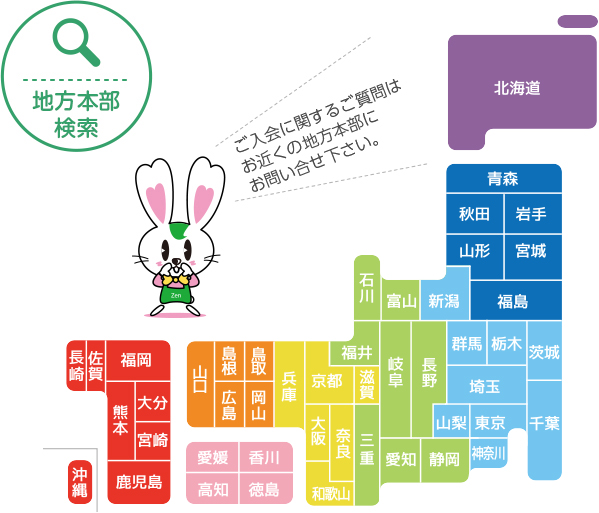 地方本部
検索
ご入会に関するご質問は
お近くの地方本部に
お問い合せ下さい。
Zen
北海道
青森
秋田
岩手
山形
宮城
福島
石川
富山
新潟
福井
岐阜
長野
群馬
栃木
茨城
埼玉
山梨
東京
千葉
神奈川
滋賀
三重
愛知
静岡
兵庫
京都
大阪
奈良
和歌山
山口
島根
鳥取
広島
岡山
愛媛
香川
高知
徳島
長崎
佐賀
福岡
熊本
大分
宮崎
鹿児島
沖縄